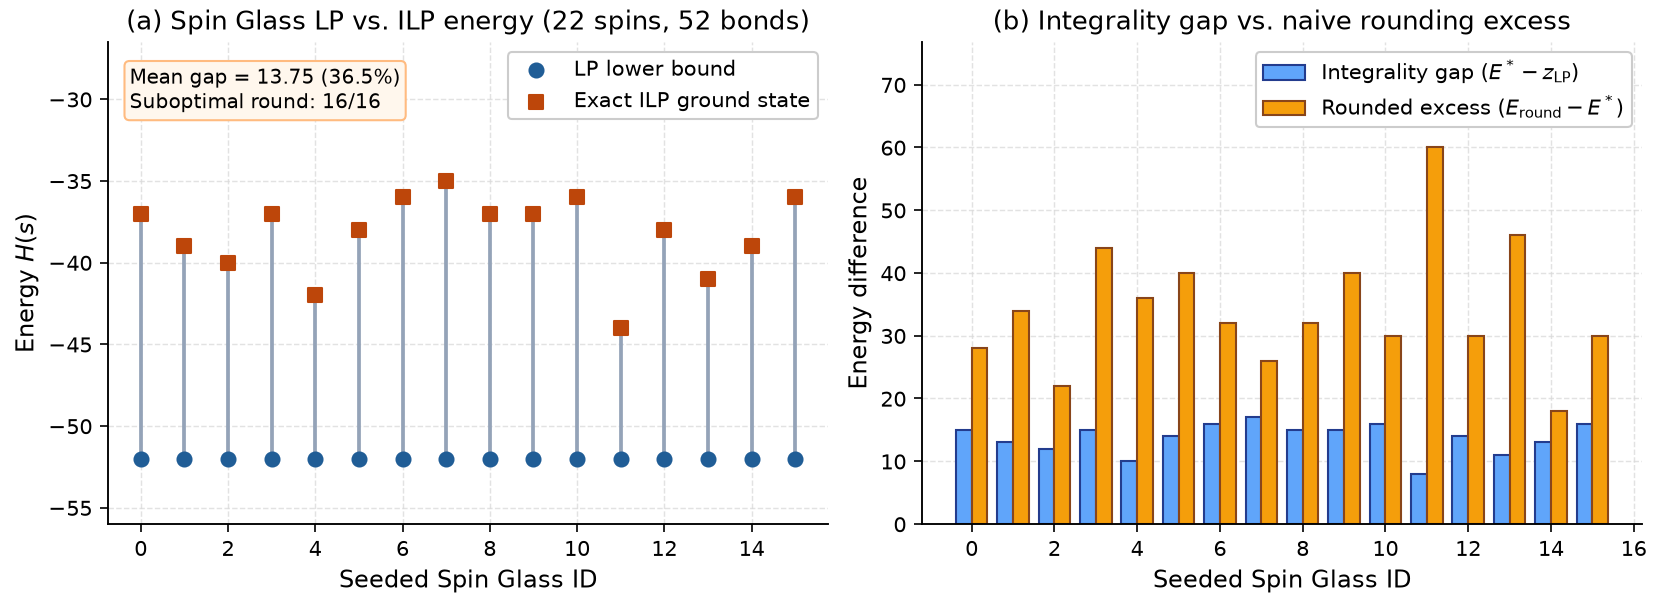 (a) Spin Glass LP vs. ILP energy (22 spins, 52 bonds)
Mean gap = 13.75 (36.5%)
Suboptimal round: 16/16
LP lower bound
Exact ILP ground state
Energy H(s)
−30
−35
−40
−45
−50
−55
0 2 4 6 8 10 12 14
Seeded Spin Glass ID
(b) Integrality gap vs. naive rounding excess
Integrality gap (E* − z_LP)
Rounded excess (E_round − E*)
Energy difference
70
60
50
40
30
20
10
0
0 2 4 6 8 10 12 14 16
Seeded Spin Glass ID